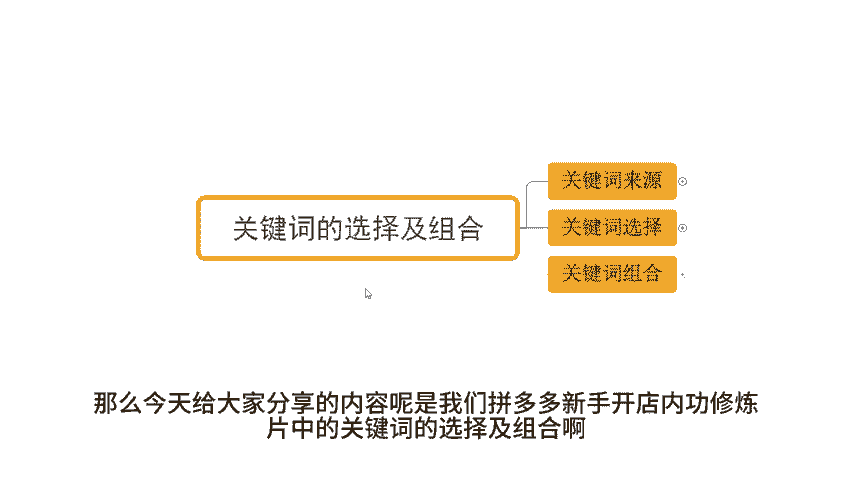 关键词来源
关键词的选择及组合
关键词选择
关键词组合
那么今天给大家分享的内容呢是我们拼多多新手开店内功修炼
片中的关键词的选择及组合啊